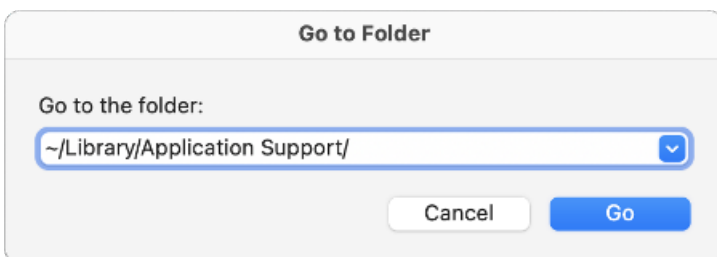 Go to Folder
Go to the folder:
~/Library/Application Support/
Cancel Go